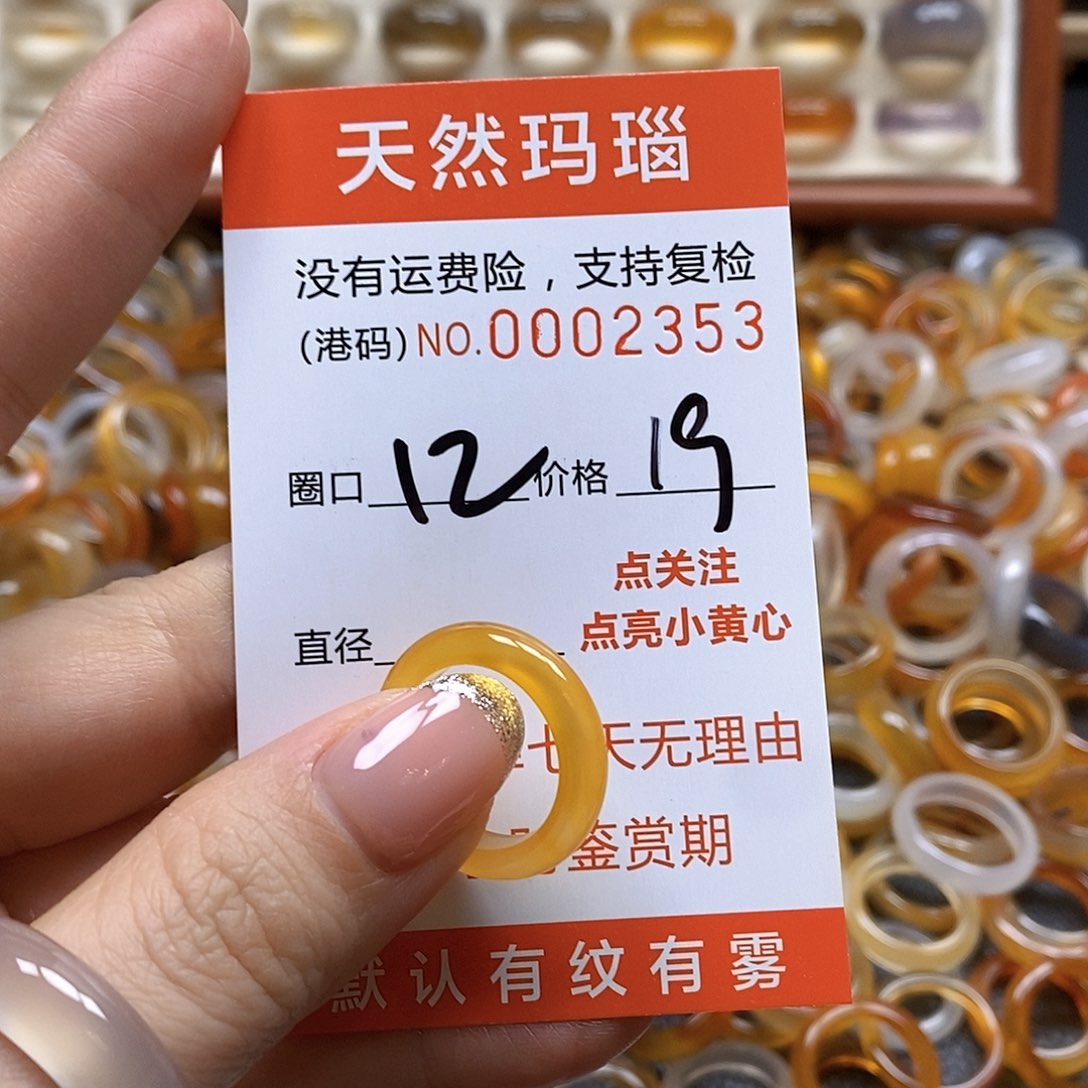 天然玛瑙
没有运费险，支持复检
(港码) NO.0002353
圈口 12 价格 19
点关注
点亮小黄心
直径
七天无理由
鉴赏期
默认有纹有雾